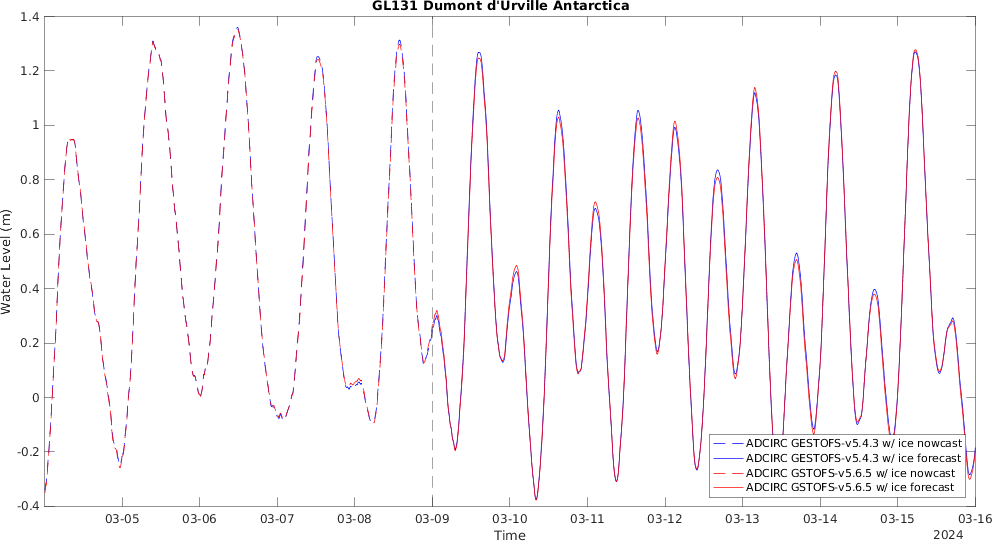 GL131 Dumont d'Urville Antarctica
Water Level (m)
1.4
1.2
1
0.8
0.6
0.4
0.2
0
-0.2
-0.4
ADCIRC GESTOFS-v5.4.3 w/ ice nowcast
ADCIRC GESTOFS-v5.4.3 w/ ice forecast
ADCIRC GSTOFS-v5.6.5 w/ ice nowcast
ADCIRC GSTOFS-v5.6.5 w/ ice forecast
03-05 03-06 03-07 03-08 03-09 03-10 03-11 03-12 03-13 03-14 03-15 03-16
Time
2024